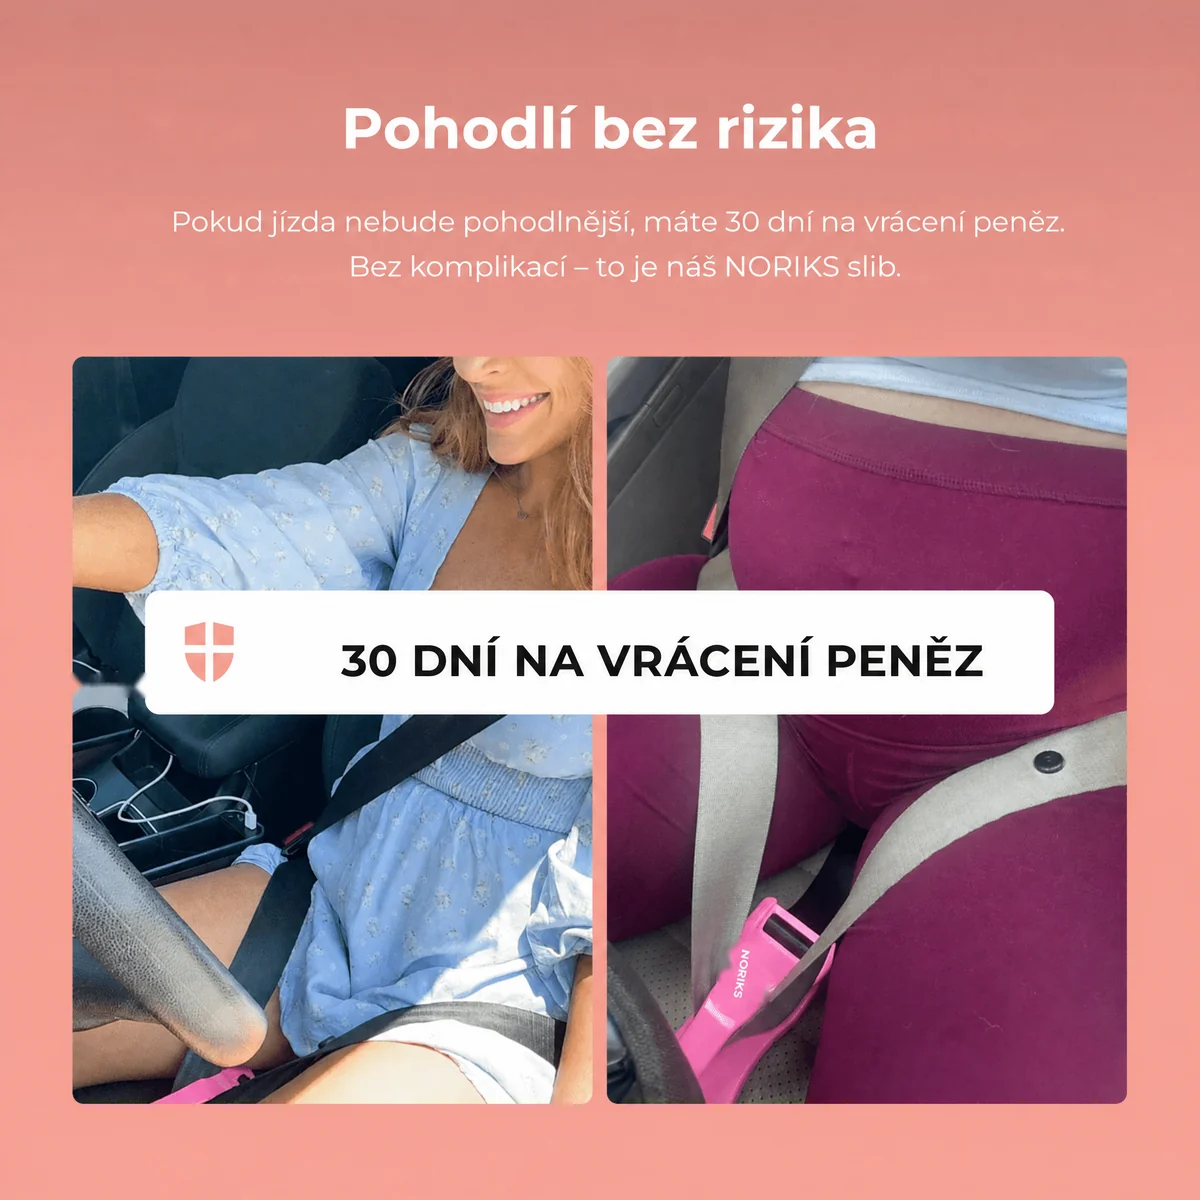 Pohodlí bez rizika
Pokud jízda nebude pohodlnější, máte 30 dní na vrácení peněz.
Bez komplikací – to je náš NORIKS slib.
30 DNÍ NA VRÁCENÍ PENĚZ
NORIKS